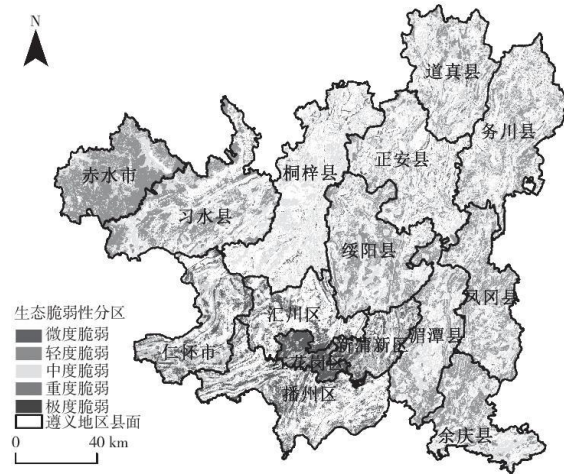 N
道真县
务川县
正安县
桐梓县
赤水市
习水县
绥阳县
凤冈县
汇川区
湄潭县
新浦新区
仁怀市
红花岗区
播州区
余庆县
生态脆弱性分区
微度脆弱
轻度脆弱
中度脆弱
重度脆弱
极度脆弱
遵义地区县面
0 40 km